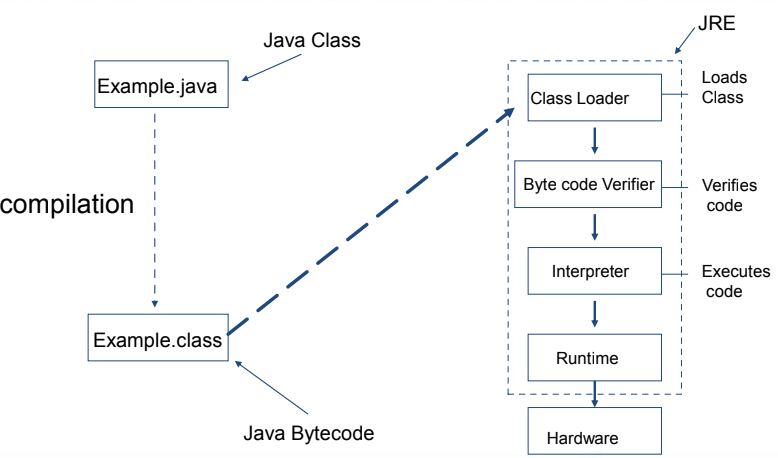 JRE
Java Class
Example.java
Class Loader
Loads
Class
compilation
Byte code Verifier
Verifies
code
Interpreter
Executes
code
Example.class
Runtime
Java Bytecode
Hardware